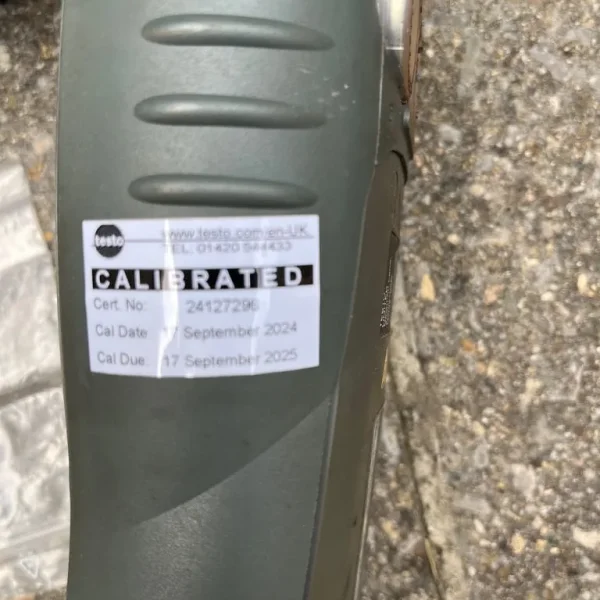 testo
www.testo.com/en-UK
TEL. 01420 544433
CALIBRATED
Cert. No:
Cal Date 17 September 2024
Cal Due: 17 September 2025